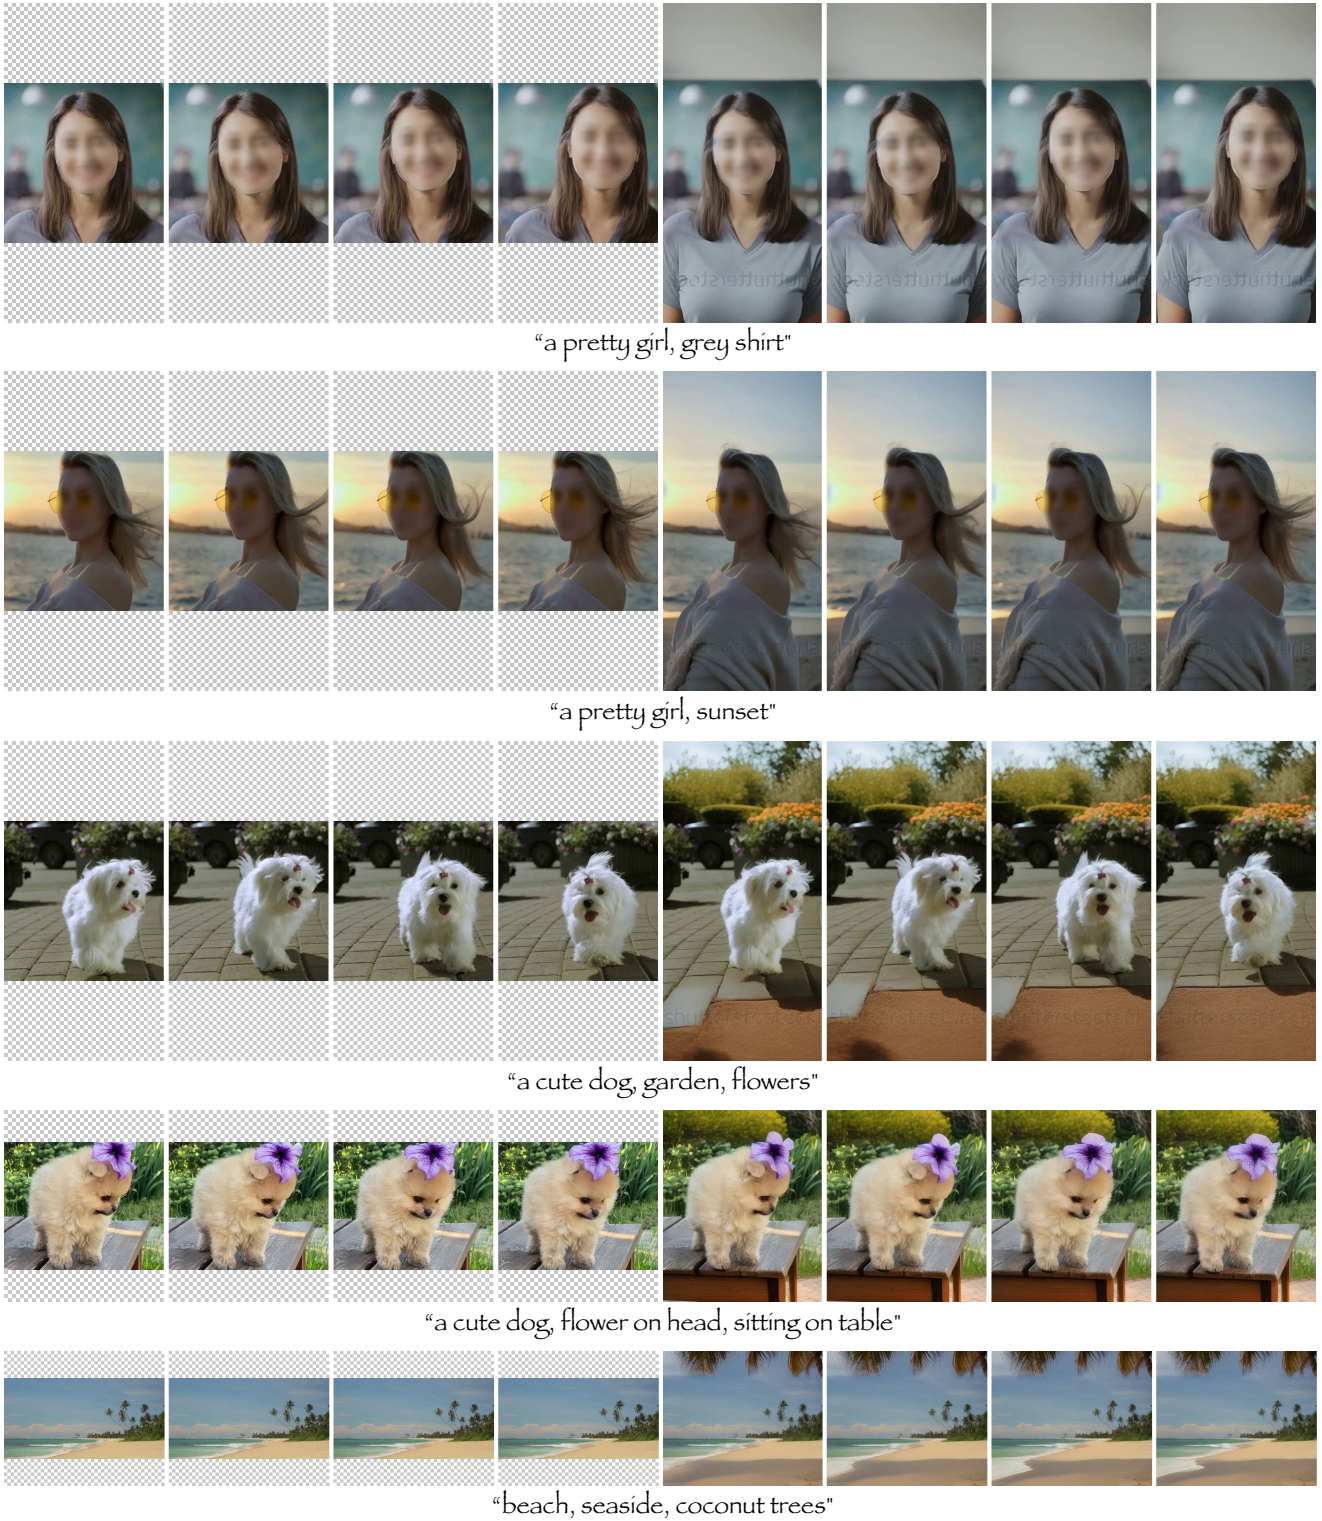 “a pretty girl, grey shirt"
“a pretty girl, sunset"
“a cute dog, garden, flowers"
“a cute dog, flower on head, sitting on table"
“beach, seaside, coconut trees"